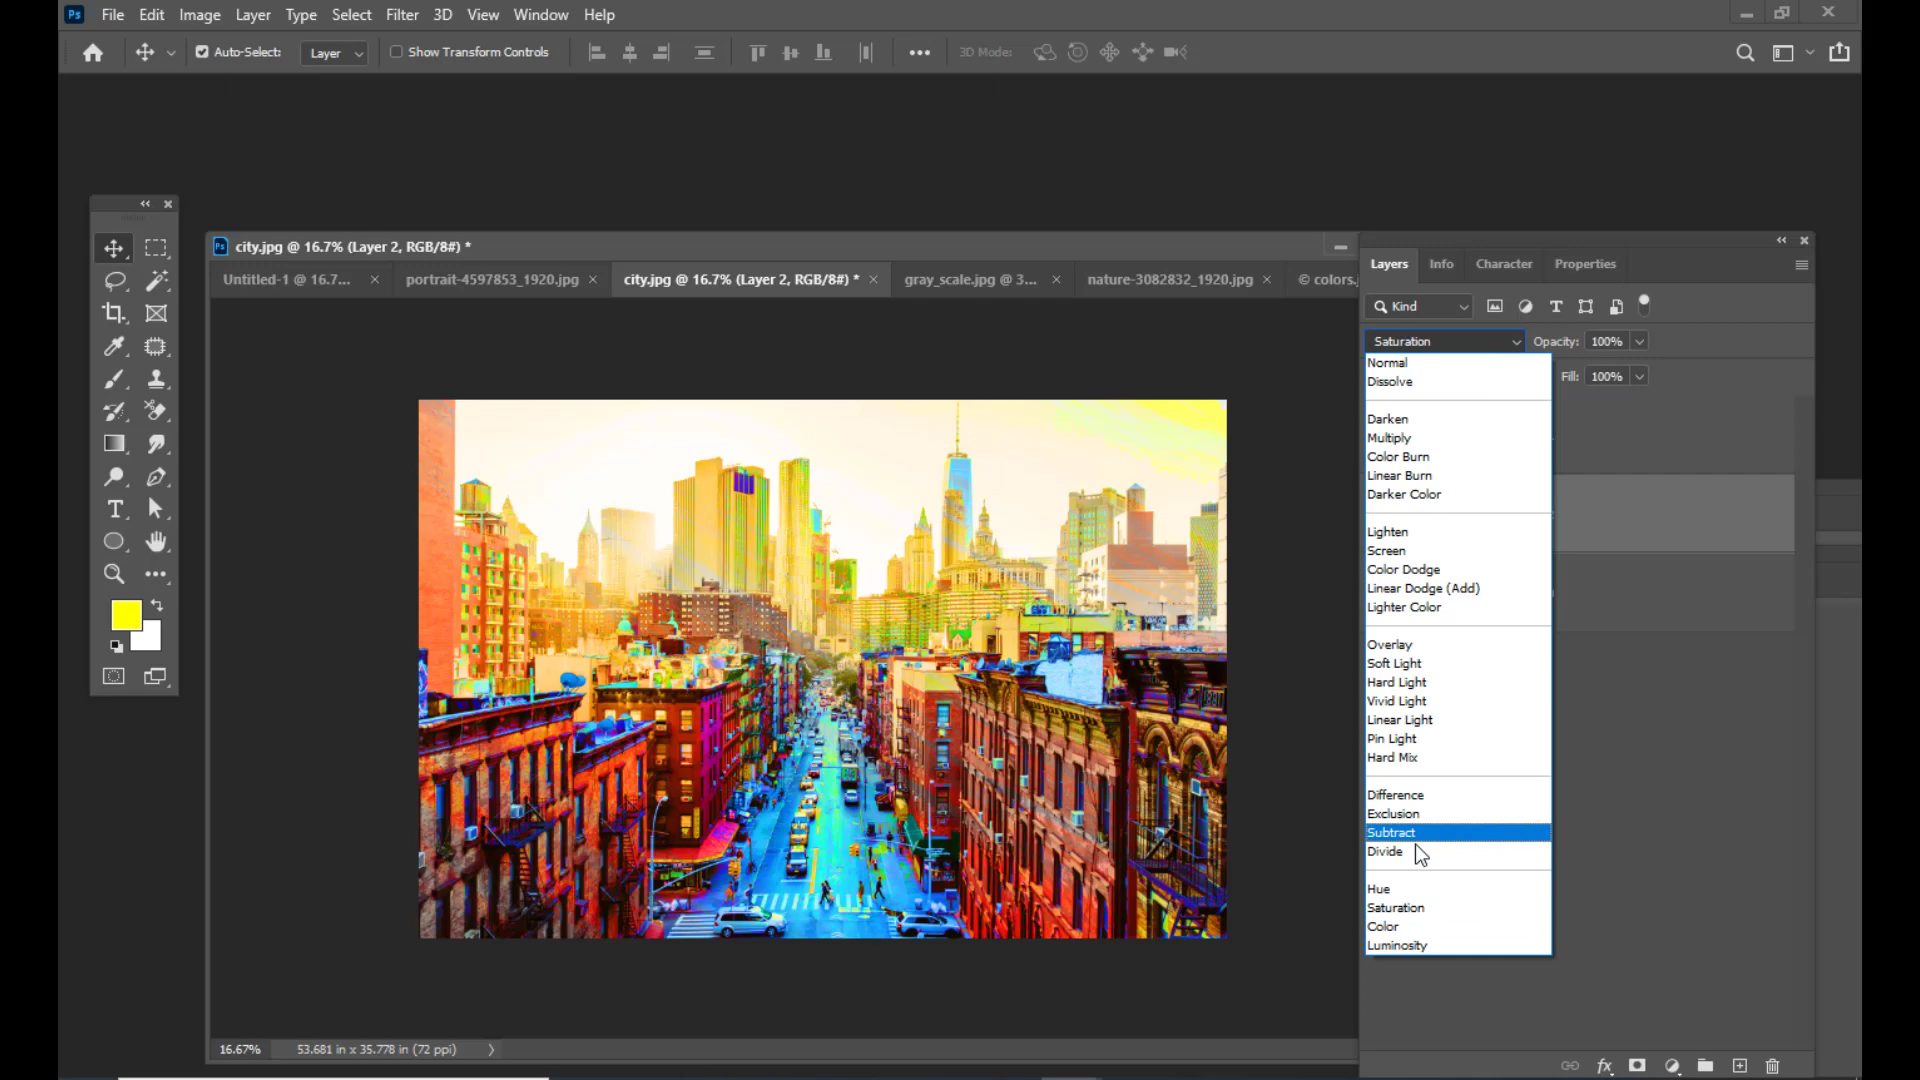 Ps File Edit Image Layer Type Select Filter 3D View Window Help
Auto-Select: Layer Show Transform Controls 3D Mode:
Ps city.jpg @ 16.7% (Layer 2, RGB/8#) *
Untitled-1 @ 16.7... portrait-4597853_1920.jpg city.jpg @ 16.7% (Layer 2, RGB/8#) * gray_scale.jpg @ 3... nature-3082832_1920.jpg © colors.j
Layers Info Character Properties
Kind
Saturation Opacity: 100%
Fill: 100%
Normal
Dissolve
Darken
Multiply
Color Burn
Linear Burn
Darker Color
Lighten
Screen
Color Dodge
Linear Dodge (Add)
Lighter Color
Overlay
Soft Light
Hard Light
Vivid Light
Linear Light
Pin Light
Hard Mix
Difference
Exclusion
Subtract
Divide
Hue
Saturation
Color
Luminosity
16.67% 53.681 in x 35.778 in (72 ppi)
fx